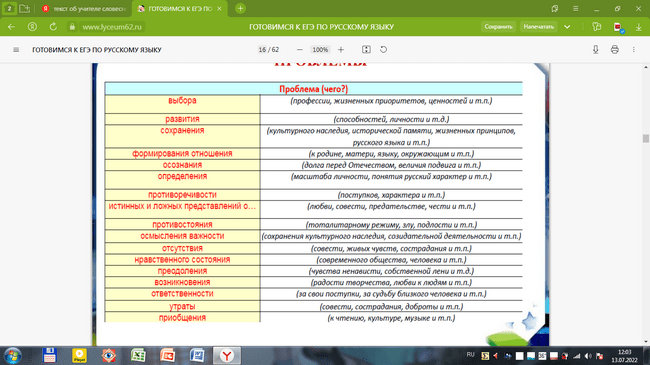 2
текст об учителе словесн
ГОТОВИМСЯ К ЕГЭ ПО РУС
www.lyceum62.ru
ГОТОВИМСЯ К ЕГЭ ПО РУССКОМУ ЯЗЫКУ
Сохранить
Напечатать
ГОТОВИМСЯ К ЕГЭ ПО РУССКОМУ ЯЗЫКУ
16 / 62
100%
Проблема (чего?)
выбора (профессии, жизненных приоритетов, ценностей и т.п.)
развития (способностей, личности и т.д.)
сохранения (культурного наследия, исторической памяти, жизненных принципов,
русского языка и т.п.)
формирования отношения (к родине, матери, языку, окружающим и т.п.)
осознания (долга перед Отечеством, величия подвига и т.п.)
определения (масштаба личности, понятия русский характер и т.п.)
противоречивости (поступков, характера и т.п.)
истинных и ложных представлений о… (любви, совести, предательстве, чести и т.п.)
противостояния (тоталитарному режиму, злу, подлости и т.п.)
осмысления важности (сохранения культурного наследия, созидательной деятельности и т.п.)
отсутствия (совести, живых чувств, сострадания и т.п.)
нравственного состояния (современного общества, человека и т.п.)
преодоления (чувства ненависти, собственной лени и т.д.)
возникновения (радости творчества, любви к людям и т.п.)
ответственности (за свои поступки, за судьбу близкого человека и т.п.)
утраты (совести, сострадания, доброты и т.п.)
приобщения (к чтению, культуре, музыке и т.п.)
RU
12:03
13.07.2022